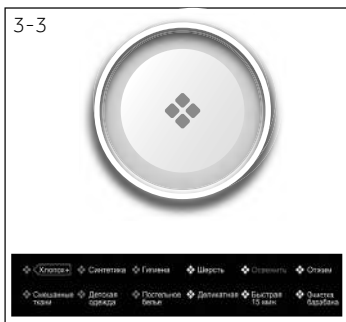 3-3
Хлопок+ Синтетика Гигиена Шерсть Освежить Отжим
Смешанные ткани Детская одежда Постельное белье Деликатная Быстрая 15 мин Очистка барабана